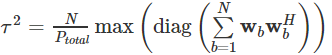 τ² = N/P_total max(diag(∑_{b=1}^{N} w_b w_b^H))